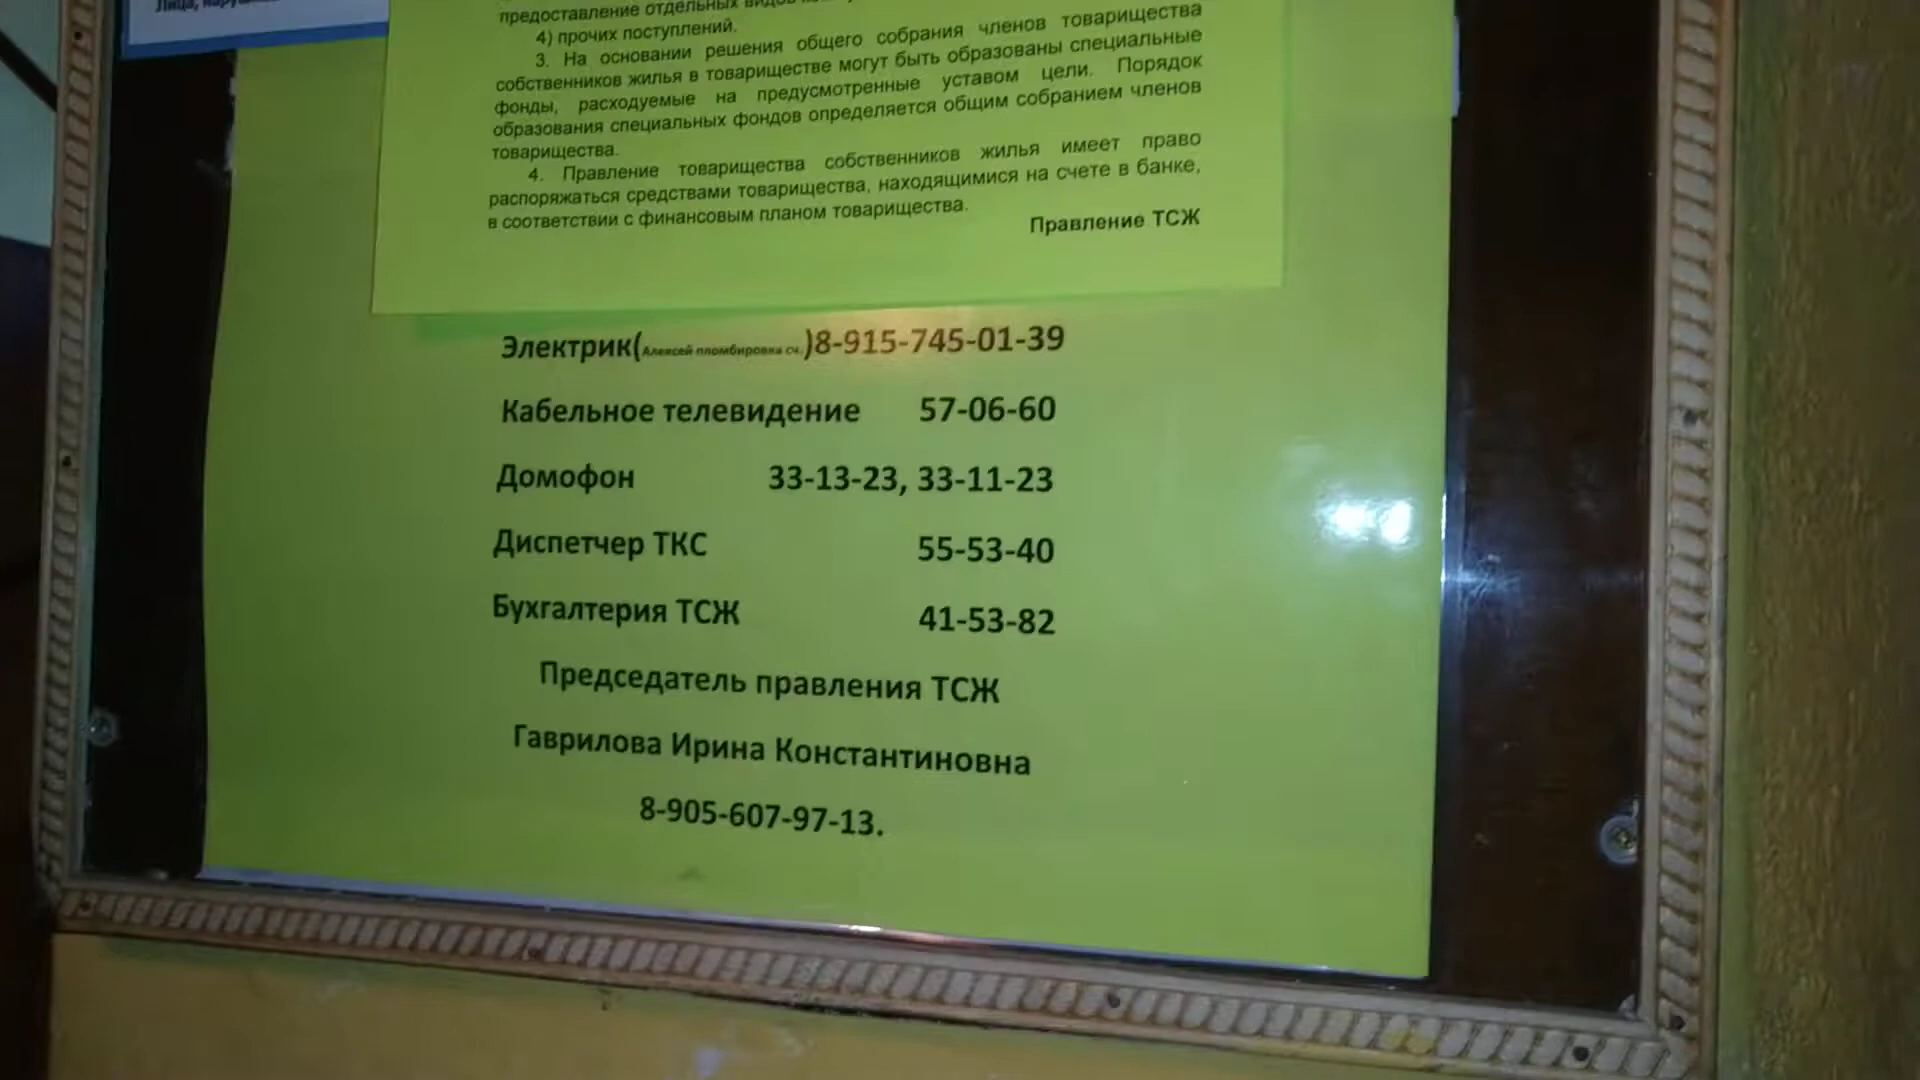 Лица,
предоставление отдельных видов
4) прочих поступлений.
3. На основании решения общего собрания членов товарищества
собственников жилья в товариществе могут быть образованы специальные
фонды, расходуемые на предусмотренные уставом цели. Порядок
образования специальных фондов определяется общим собранием членов
товарищества.
4. Правление товарищества собственников жилья имеет право
распоряжаться средствами товарищества, находящимися на счете в банке,
в соответствии с финансовым планом товарищества.
Правление ТСЖ
Электрик(Алексей пломбировка сч.)8-915-745-01-39
Кабельное телевидение 57-06-60
Домофон 33-13-23, 33-11-23
Диспетчер ТКС 55-53-40
Бухгалтерия ТСЖ 41-53-82
Председатель правления ТСЖ
Гаврилова Ирина Константиновна
8-905-607-97-13.